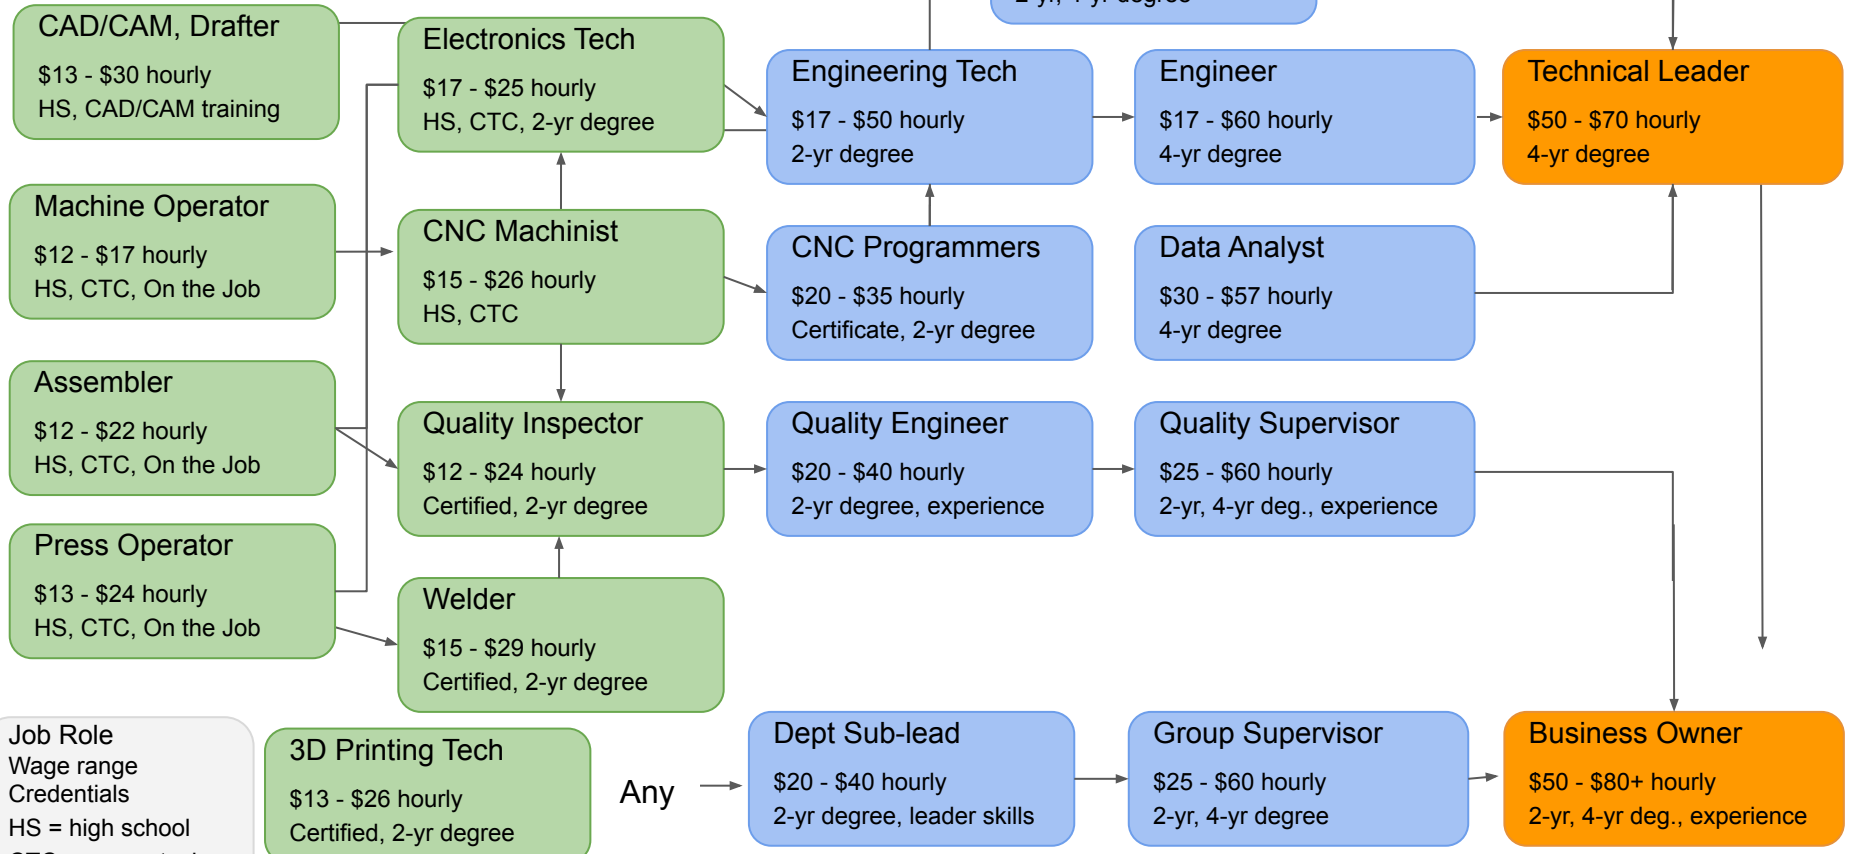 2-yr, 4-yr degree
CAD/CAM, Drafter
$13 - $30 hourly
HS, CAD/CAM training
Electronics Tech
$17 - $25 hourly
HS, CTC, 2-yr degree
Engineering Tech
$17 - $50 hourly
2-yr degree
Engineer
$17 - $60 hourly
4-yr degree
Technical Leader
$50 - $70 hourly
4-yr degree
Machine Operator
$12 - $17 hourly
HS, CTC, On the Job
CNC Machinist
$15 - $26 hourly
HS, CTC
CNC Programmers
$20 - $35 hourly
Certificate, 2-yr degree
Data Analyst
$30 - $57 hourly
4-yr degree
Assembler
$12 - $22 hourly
HS, CTC, On the Job
Quality Inspector
$12 - $24 hourly
Certified, 2-yr degree
Quality Engineer
$20 - $40 hourly
2-yr degree, experience
Quality Supervisor
$25 - $60 hourly
2-yr, 4-yr deg., experience
Press Operator
$13 - $24 hourly
HS, CTC, On the Job
Welder
$15 - $29 hourly
Certified, 2-yr degree
Job Role
Wage range
Credentials
HS = high school
3D Printing Tech
$13 - $26 hourly
Certified, 2-yr degree
Any
Dept Sub-lead
$20 - $40 hourly
2-yr degree, leader skills
Group Supervisor
$25 - $60 hourly
2-yr, 4-yr degree
Business Owner
$50 - $80+ hourly
2-yr, 4-yr deg., experience